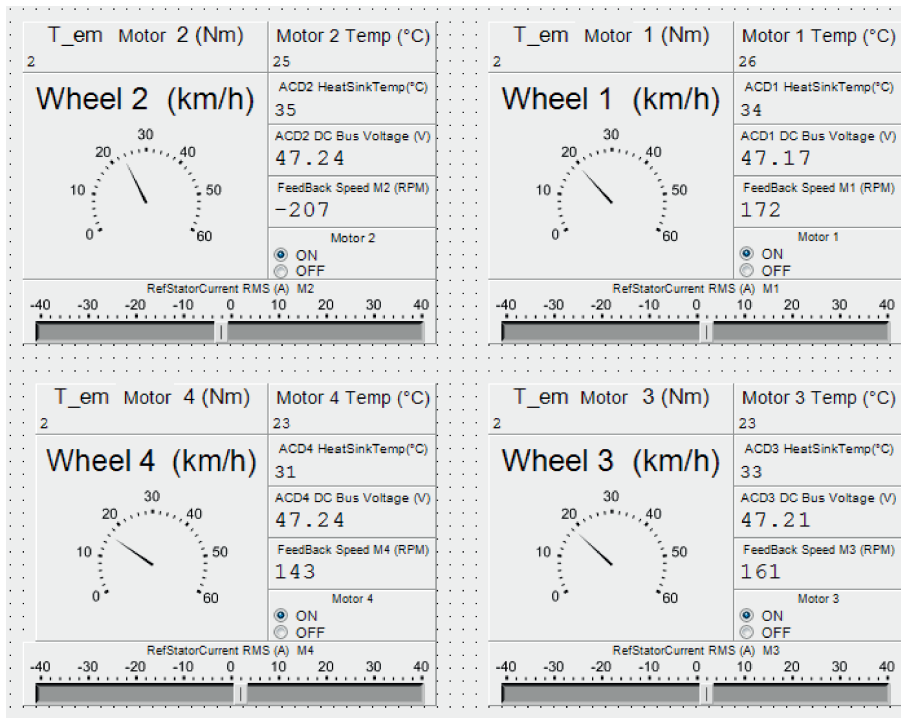 T_em Motor 2 (Nm)
2
Motor 2 Temp (°C)
25
Wheel 2 (km/h)
0 10 20 30 40 50 60
ACD2 HeatSinkTemp(°C)
35
ACD2 DC Bus Voltage (V)
47.24
FeedBack Speed M2 (RPM)
-207
Motor 2
ON
OFF
RefStatorCurrent RMS (A) M2
-40 -30 -20 -10 0 10 20 30 40
T_em Motor 1 (Nm)
2
Motor 1 Temp (°C)
26
Wheel 1 (km/h)
0 10 20 30 40 50 60
ACD1 HeatSinkTemp(°C)
34
ACD1 DC Bus Voltage (V)
47.17
FeedBack Speed M1 (RPM)
172
Motor 1
ON
OFF
RefStatorCurrent RMS (A) M1
-40 -30 -20 -10 0 10 20 30 40
T_em Motor 4 (Nm)
2
Motor 4 Temp (°C)
23
Wheel 4 (km/h)
0 10 20 30 40 50 60
ACD4 HeatSinkTemp(°C)
31
ACD4 DC Bus Voltage (V)
47.24
FeedBack Speed M4 (RPM)
143
Motor 4
ON
OFF
RefStatorCurrent RMS (A) M4
-40 -30 -20 -10 0 10 20 30 40
T_em Motor 3 (Nm)
2
Motor 3 Temp (°C)
23
Wheel 3 (km/h)
0 10 20 30 40 50 60
ACD3 HeatSinkTemp(°C)
33
ACD3 DC Bus Voltage (V)
47.21
FeedBack Speed M3 (RPM)
161
Motor 3
ON
OFF
RefStatorCurrent RMS (A) M3
-40 -30 -20 -10 0 10 20 30 40